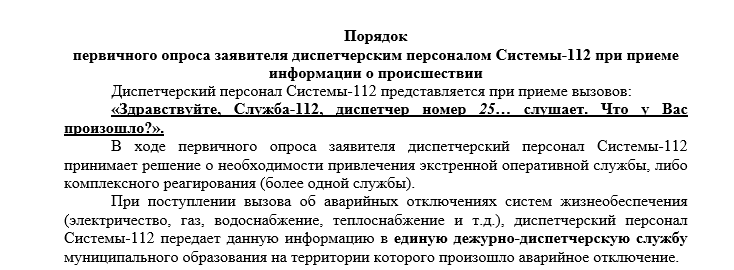 Порядок
первичного опроса заявителя диспетчерским персоналом Системы-112 при приеме
информации о происшествии
Диспетчерский персонал Системы-112 представляется при приеме вызовов:
«Здравствуйте, Служба-112, диспетчер номер 25… слушает. Что у Вас
произошло?».
В ходе первичного опроса заявителя диспетчерский персонал Системы-112
принимает решение о необходимости привлечения экстренной оперативной службы, либо
комплексного реагирования (более одной службы).
При поступлении вызова об аварийных отключениях систем жизнеобеспечения
(электричество, газ, водоснабжение, теплоснабжение и т.д.), диспетчерский персонал
Системы-112 передает данную информацию в единую дежурно-диспетчерскую службу
муниципального образования на территории которого произошло аварийное отключение.